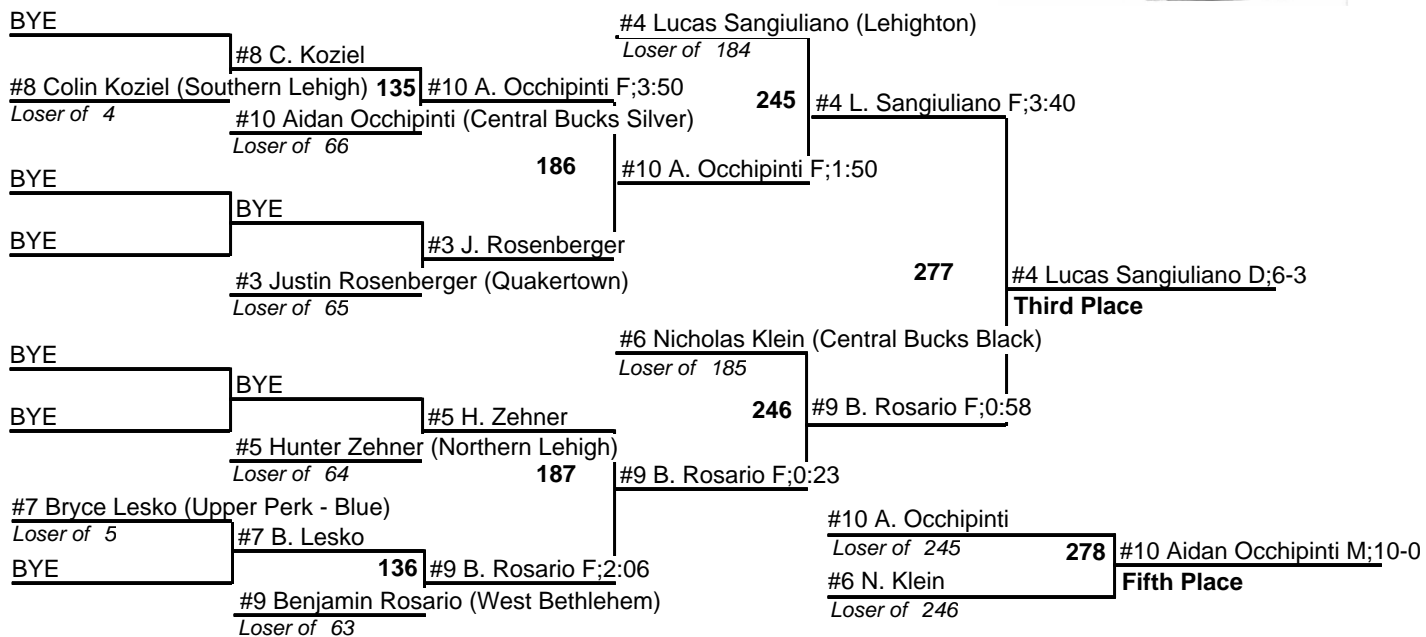 BYE
#4 Lucas Sangiuliano (Lehighton)
Loser of 184
#8 C. Koziel
#8 Colin Koziel (Southern Lehigh)
135
#10 A. Occhipinti F;3:50
Loser of 4
245
#4 L. Sangiuliano F;3:40
#10 Aidan Occhipinti (Central Bucks Silver)
Loser of 66
186
#10 A. Occhipinti F;1:50
BYE
BYE
BYE
#3 J. Rosenberger
#3 Justin Rosenberger (Quakertown)
Loser of 65
277
#4 Lucas Sangiuliano D;6-3
Third Place
#6 Nicholas Klein (Central Bucks Black)
Loser of 185
BYE
BYE
BYE
#5 H. Zehner
246
#9 B. Rosario F;0:58
#5 Hunter Zehner (Northern Lehigh)
Loser of 64
187
#9 B. Rosario F;0:23
#7 Bryce Lesko (Upper Perk - Blue)
Loser of 5
#7 B. Lesko
BYE
136
#9 B. Rosario F;2:06
#9 Benjamin Rosario (West Bethlehem)
Loser of 63
#10 A. Occhipinti
Loser of 245
278
#10 Aidan Occhipinti M;10-0
Fifth Place
#6 N. Klein
Loser of 246